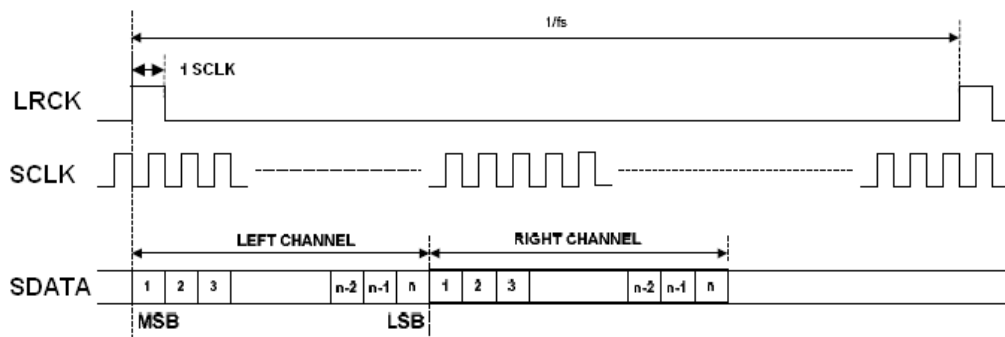 1/fs
1 SCLK
LRCK
SCLK
LEFT CHANNEL
RIGHT CHANNEL
SDATA
1 2 3 n-2 n-1 n 1 2 3 n-2 n-1 n
MSB LSB